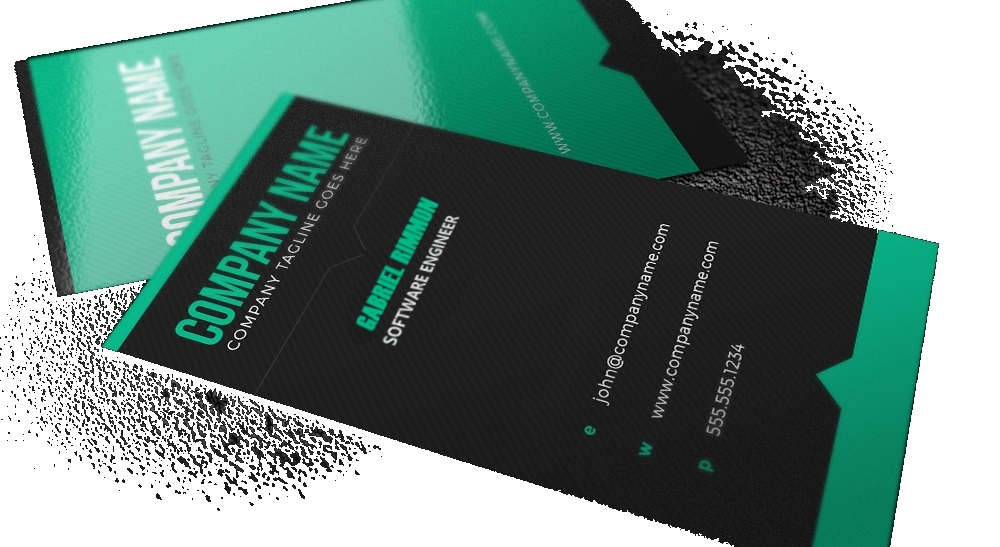 COMPANY NAME
COMPANY TAGLINE GOES HERE
GABRIEL RIMMON
SOFTWARE ENGINEER
e john@companyname.com
w www.companyname.com
p 555.555.1234
COMPANY NAME
TAGLINE GOES HERE
WWW.COMPANYNAME.COM